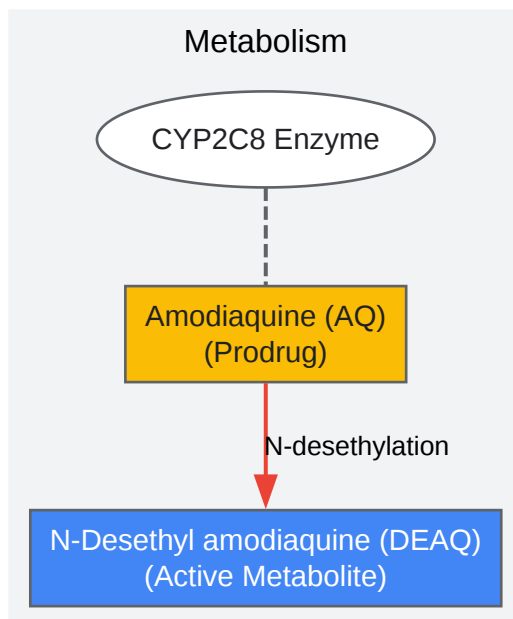 Metabolism
CYP2C8 Enzyme
Amodiaquine (AQ)
(Prodrug)
N-desethylation
N-Desethyl amodiaquine (DEAQ)
(Active Metabolite)